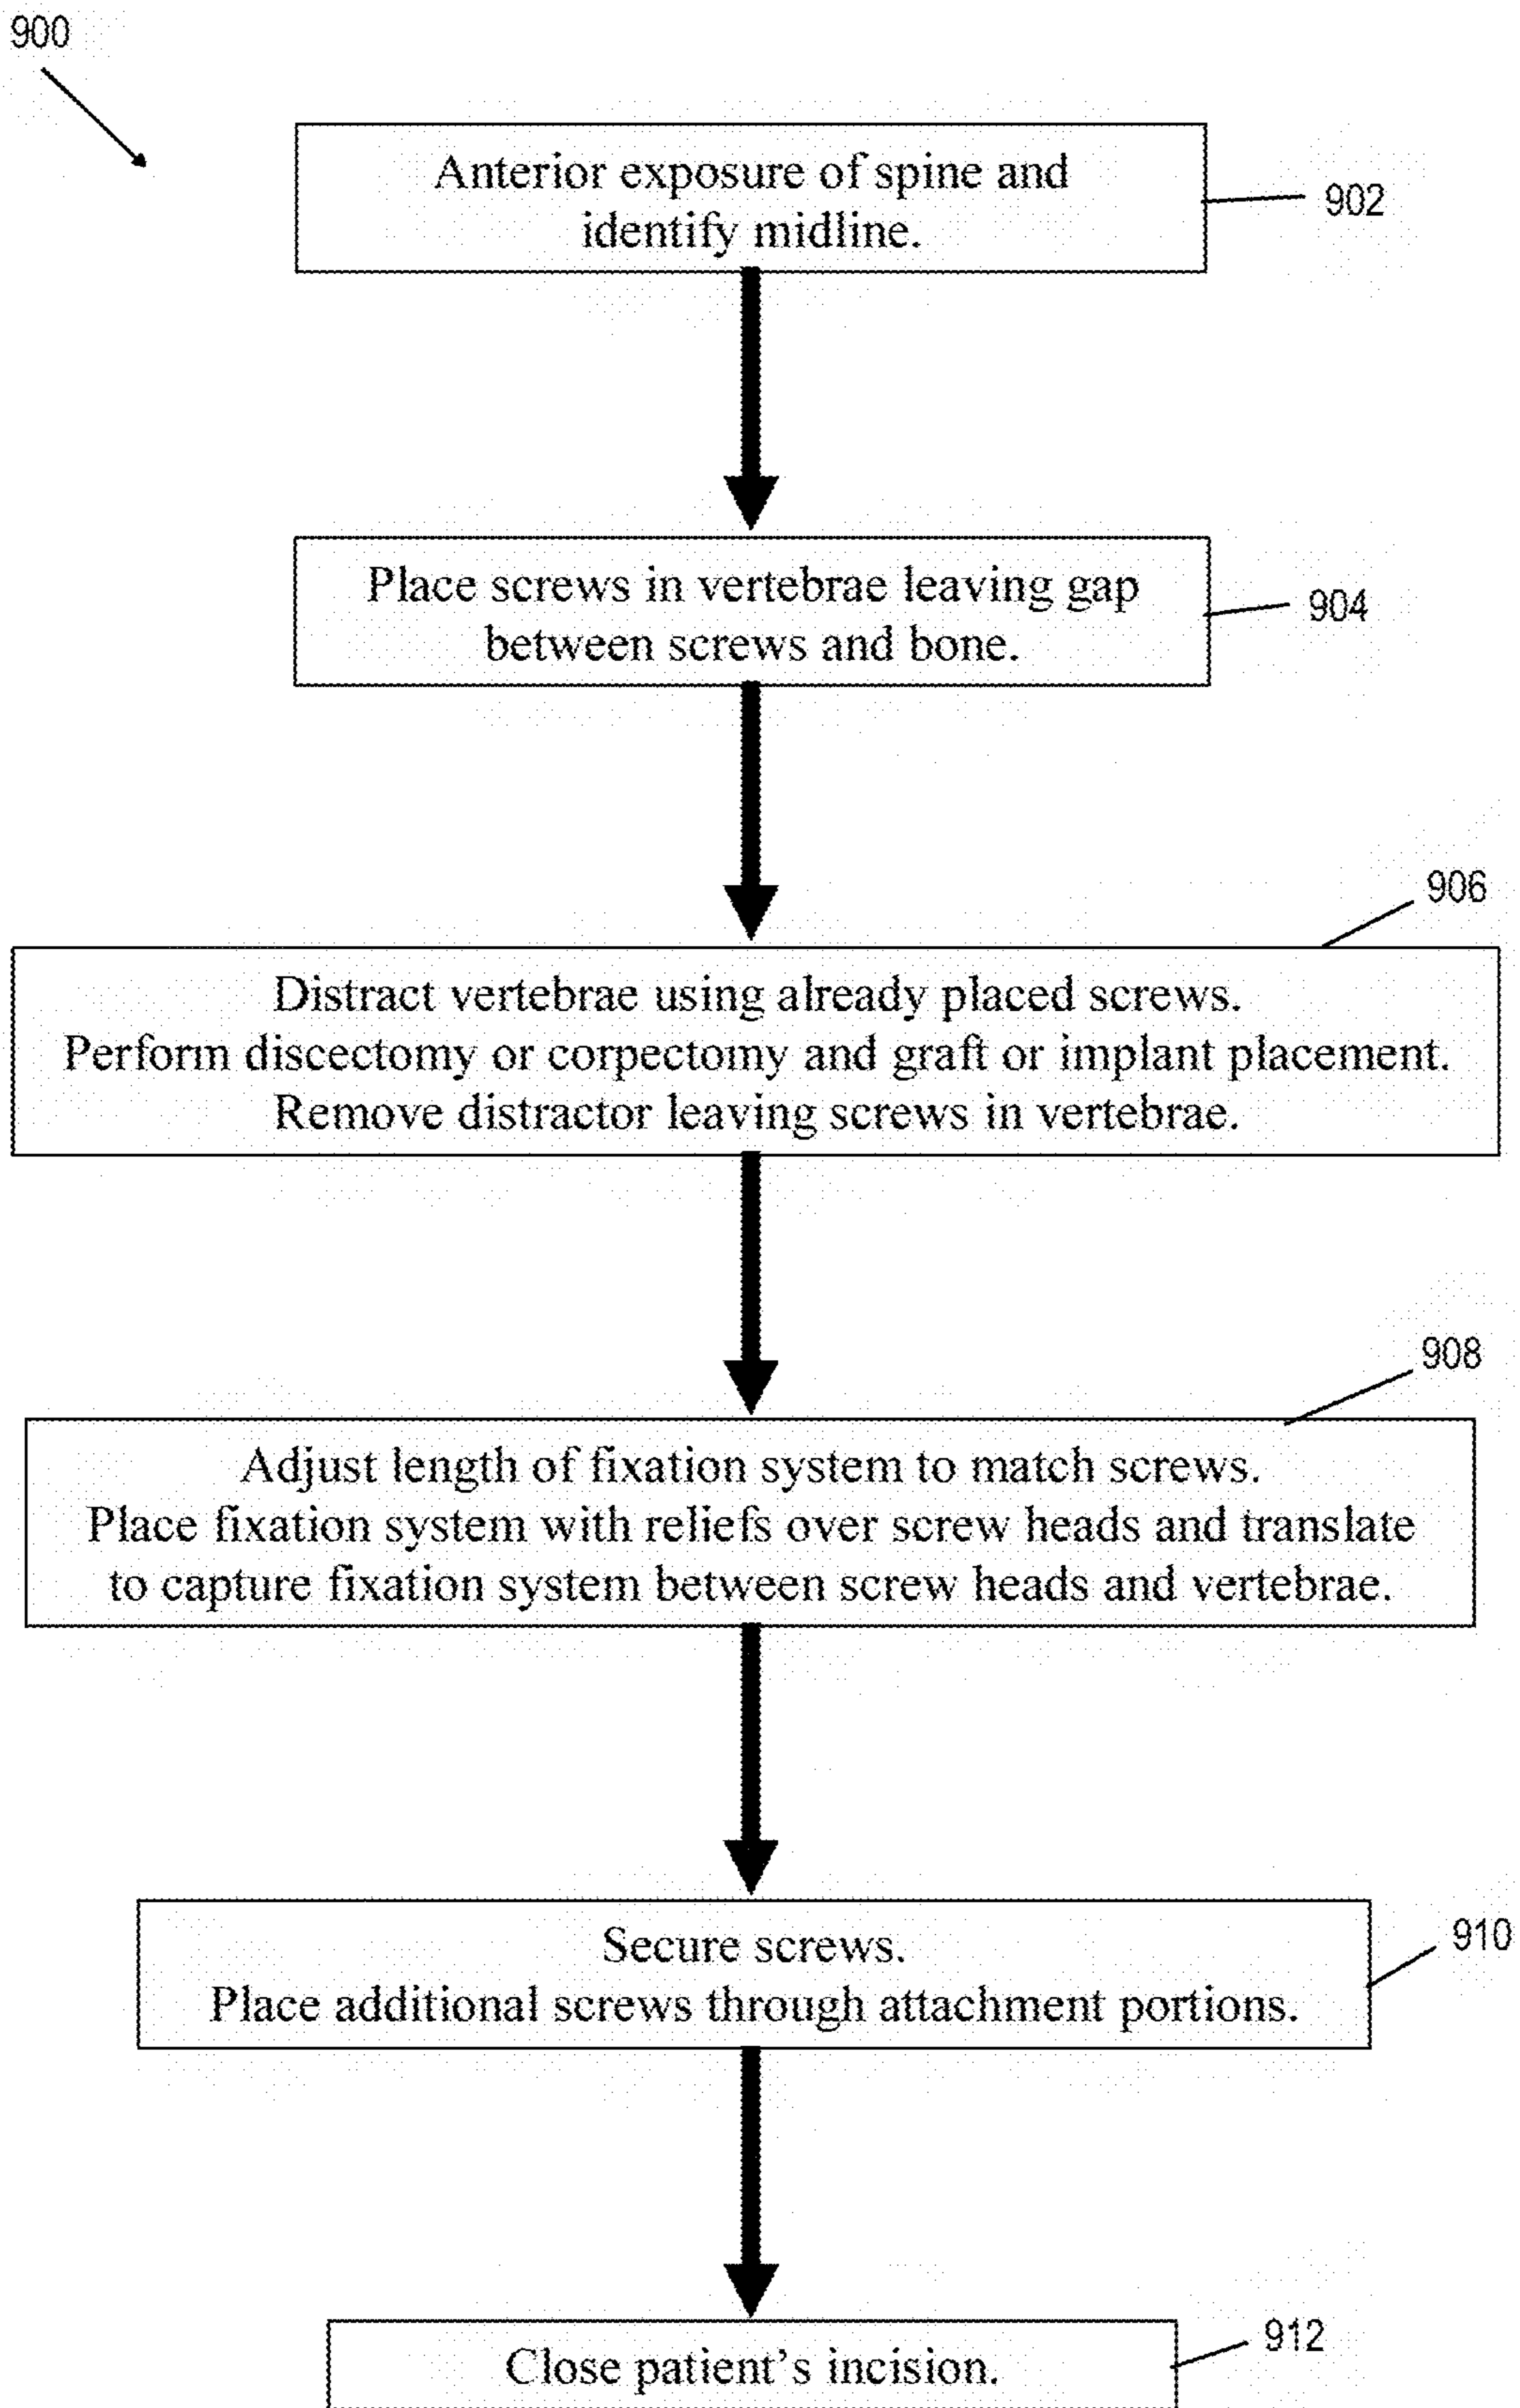 900
Anterior exposure of spine and
identify midline.
902
Place screws in vertebrae leaving gap
between screws and bone.
904
906
Distract vertebrae using already placed screws.
Perform discectomy or corpectomy and graft or implant placement.
Remove distractor leaving screws in vertebrae.
908
Adjust length of fixation system to match screws.
Place fixation system with reliefs over screw heads and translate
to capture fixation system between screw heads and vertebrae.
Secure screws.
910
Place additional screws through attachment portions.
912
Close patient's incision.